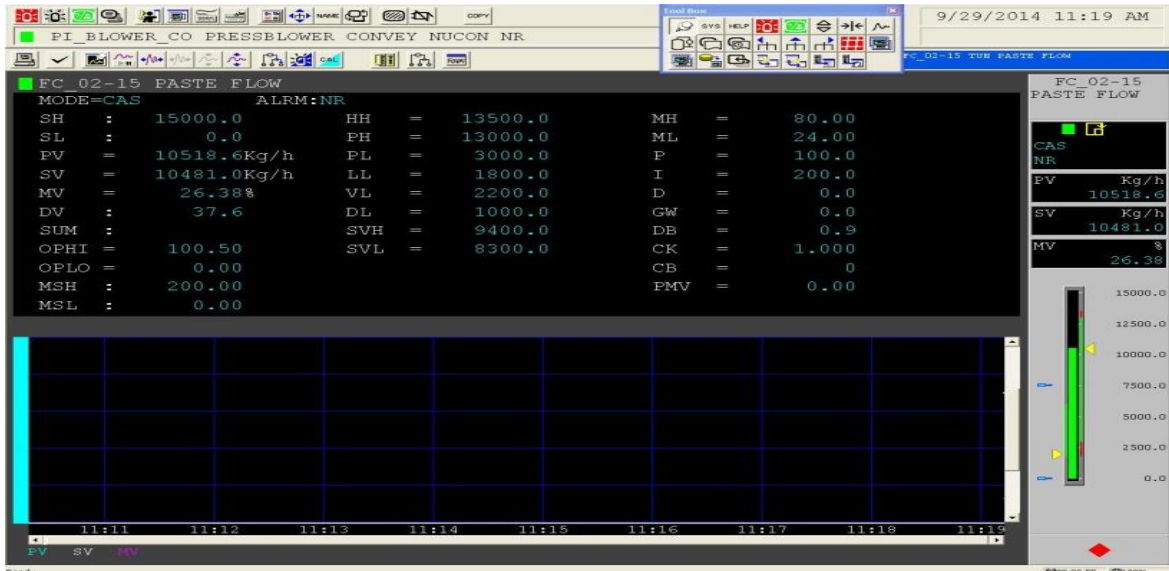 NAME
COPY
Tool Box
SYS HELP
9/29/2014 11:19 AM
PI_BLOWER_CO PRESSBLOWER CONVEY NUCON NR
CAL
FC_02-15 TUN PASTE FLOW
FC_02-15 PASTE FLOW
MODE=CAS ALRM:NR
SH : 15000.0 HH = 13500.0 MH = 80.00
SL : 0.0 PH = 13000.0 ML = 24.00
PV = 10518.6Kg/h PL = 3000.0 P = 100.0
SV = 10481.0Kg/h LL = 1800.0 I = 200.0
MV = 26.38% VL = 2200.0 D = 0.0
DV : 37.6 DL = 1000.0 GW = 0.0
SUM : SVH = 9400.0 DB = 0.9
OPHI = 100.50 SVL = 8300.0 CK = 1.000
OPLO = 0.00 CB = 0
MSH : 200.00 PMV = 0.00
MSL : 0.00
11:11 11:12 11:13 11:14 11:15 11:16 11:17 11:18 11:19
PV SV MV
FC_02-15
PASTE FLOW
CAS
NR
PV Kg/h
10518.6
SV Kg/h
10481.0
MV %
26.38
15000.0
12500.0
10000.0
7500.0
5000.0
2500.0
0.0